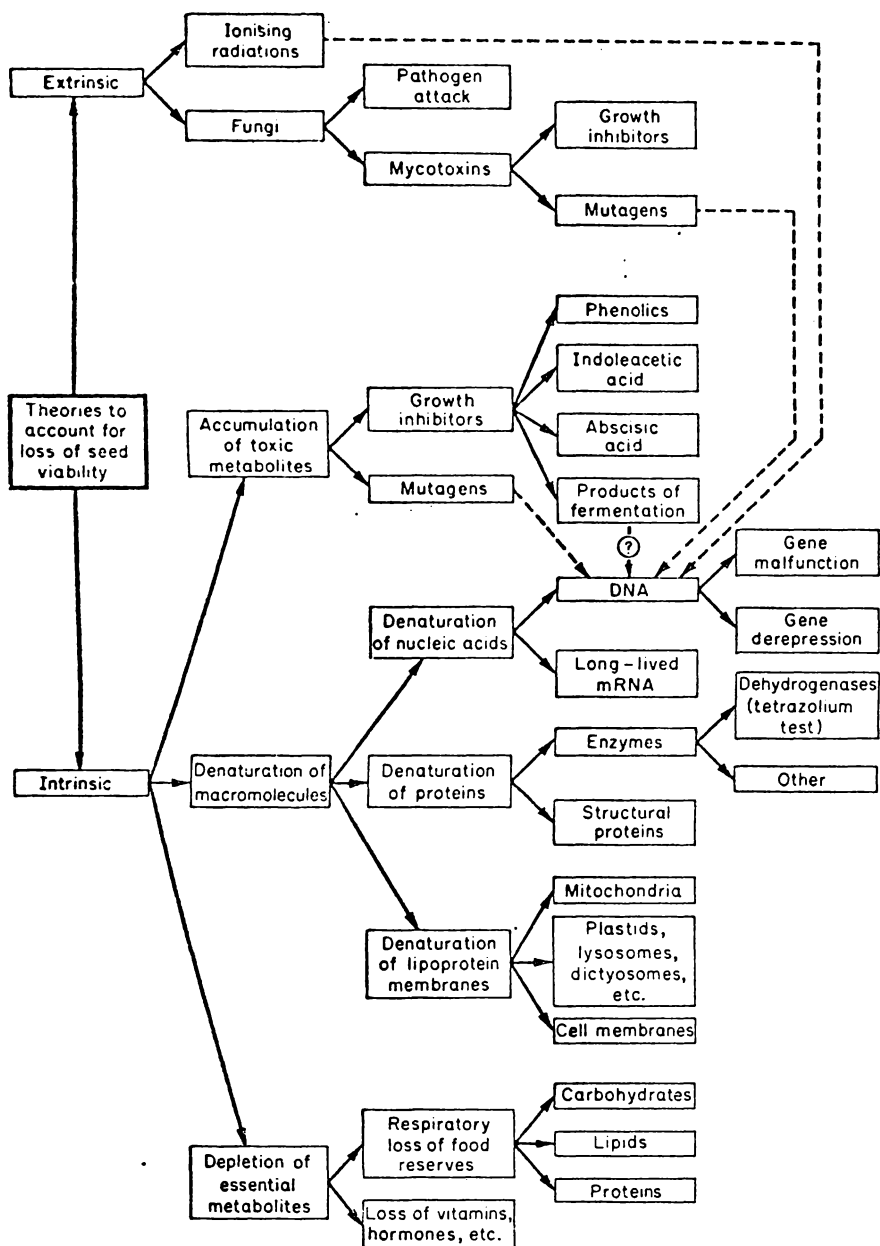 Ionising
radiations
Extrinsic
Pathogen
attack
Fungi
Growth
inhibitors
Mycotoxins
Mutagens
Phenolics
Indoleacetic
acid
Theories to
account for
loss of seed
viability
Accumulation
of toxic
metabolites
Growth
inhibitors
Abscisic
acid
Mutagens
Products of
fermentation
?
Gene
malfunction
DNA
Denaturation
of nucleic acids
Gene
derepression
Long-lived
mRNA
Dehydrogenases
(tetrazolium
test)
Enzymes
Intrinsic
Denaturation of
macromolecules
Denaturation
of proteins
Other
Structural
proteins
Mitochondria
Denaturation
of lipoprotein
membranes
Plastids,
lysosomes,
dictyosomes,
etc.
Cell membranes
Carbohydrates
Respiratory
loss of food
reserves
Lipids
Depletion of
essential
metabolites
Proteins
Loss of vitamins,
hormones, etc.